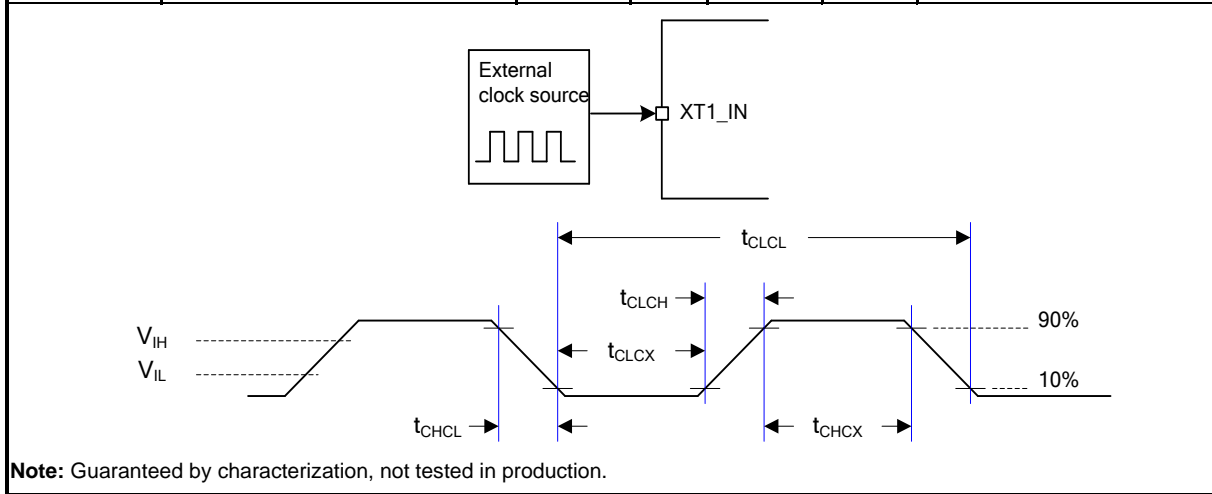 External
clock source
XT1_IN
tCLCL
tCLCH
90%
VIH
tCLCX
VIL
10%
tCHCL
tCHCX
Note: Guaranteed by characterization, not tested in production.